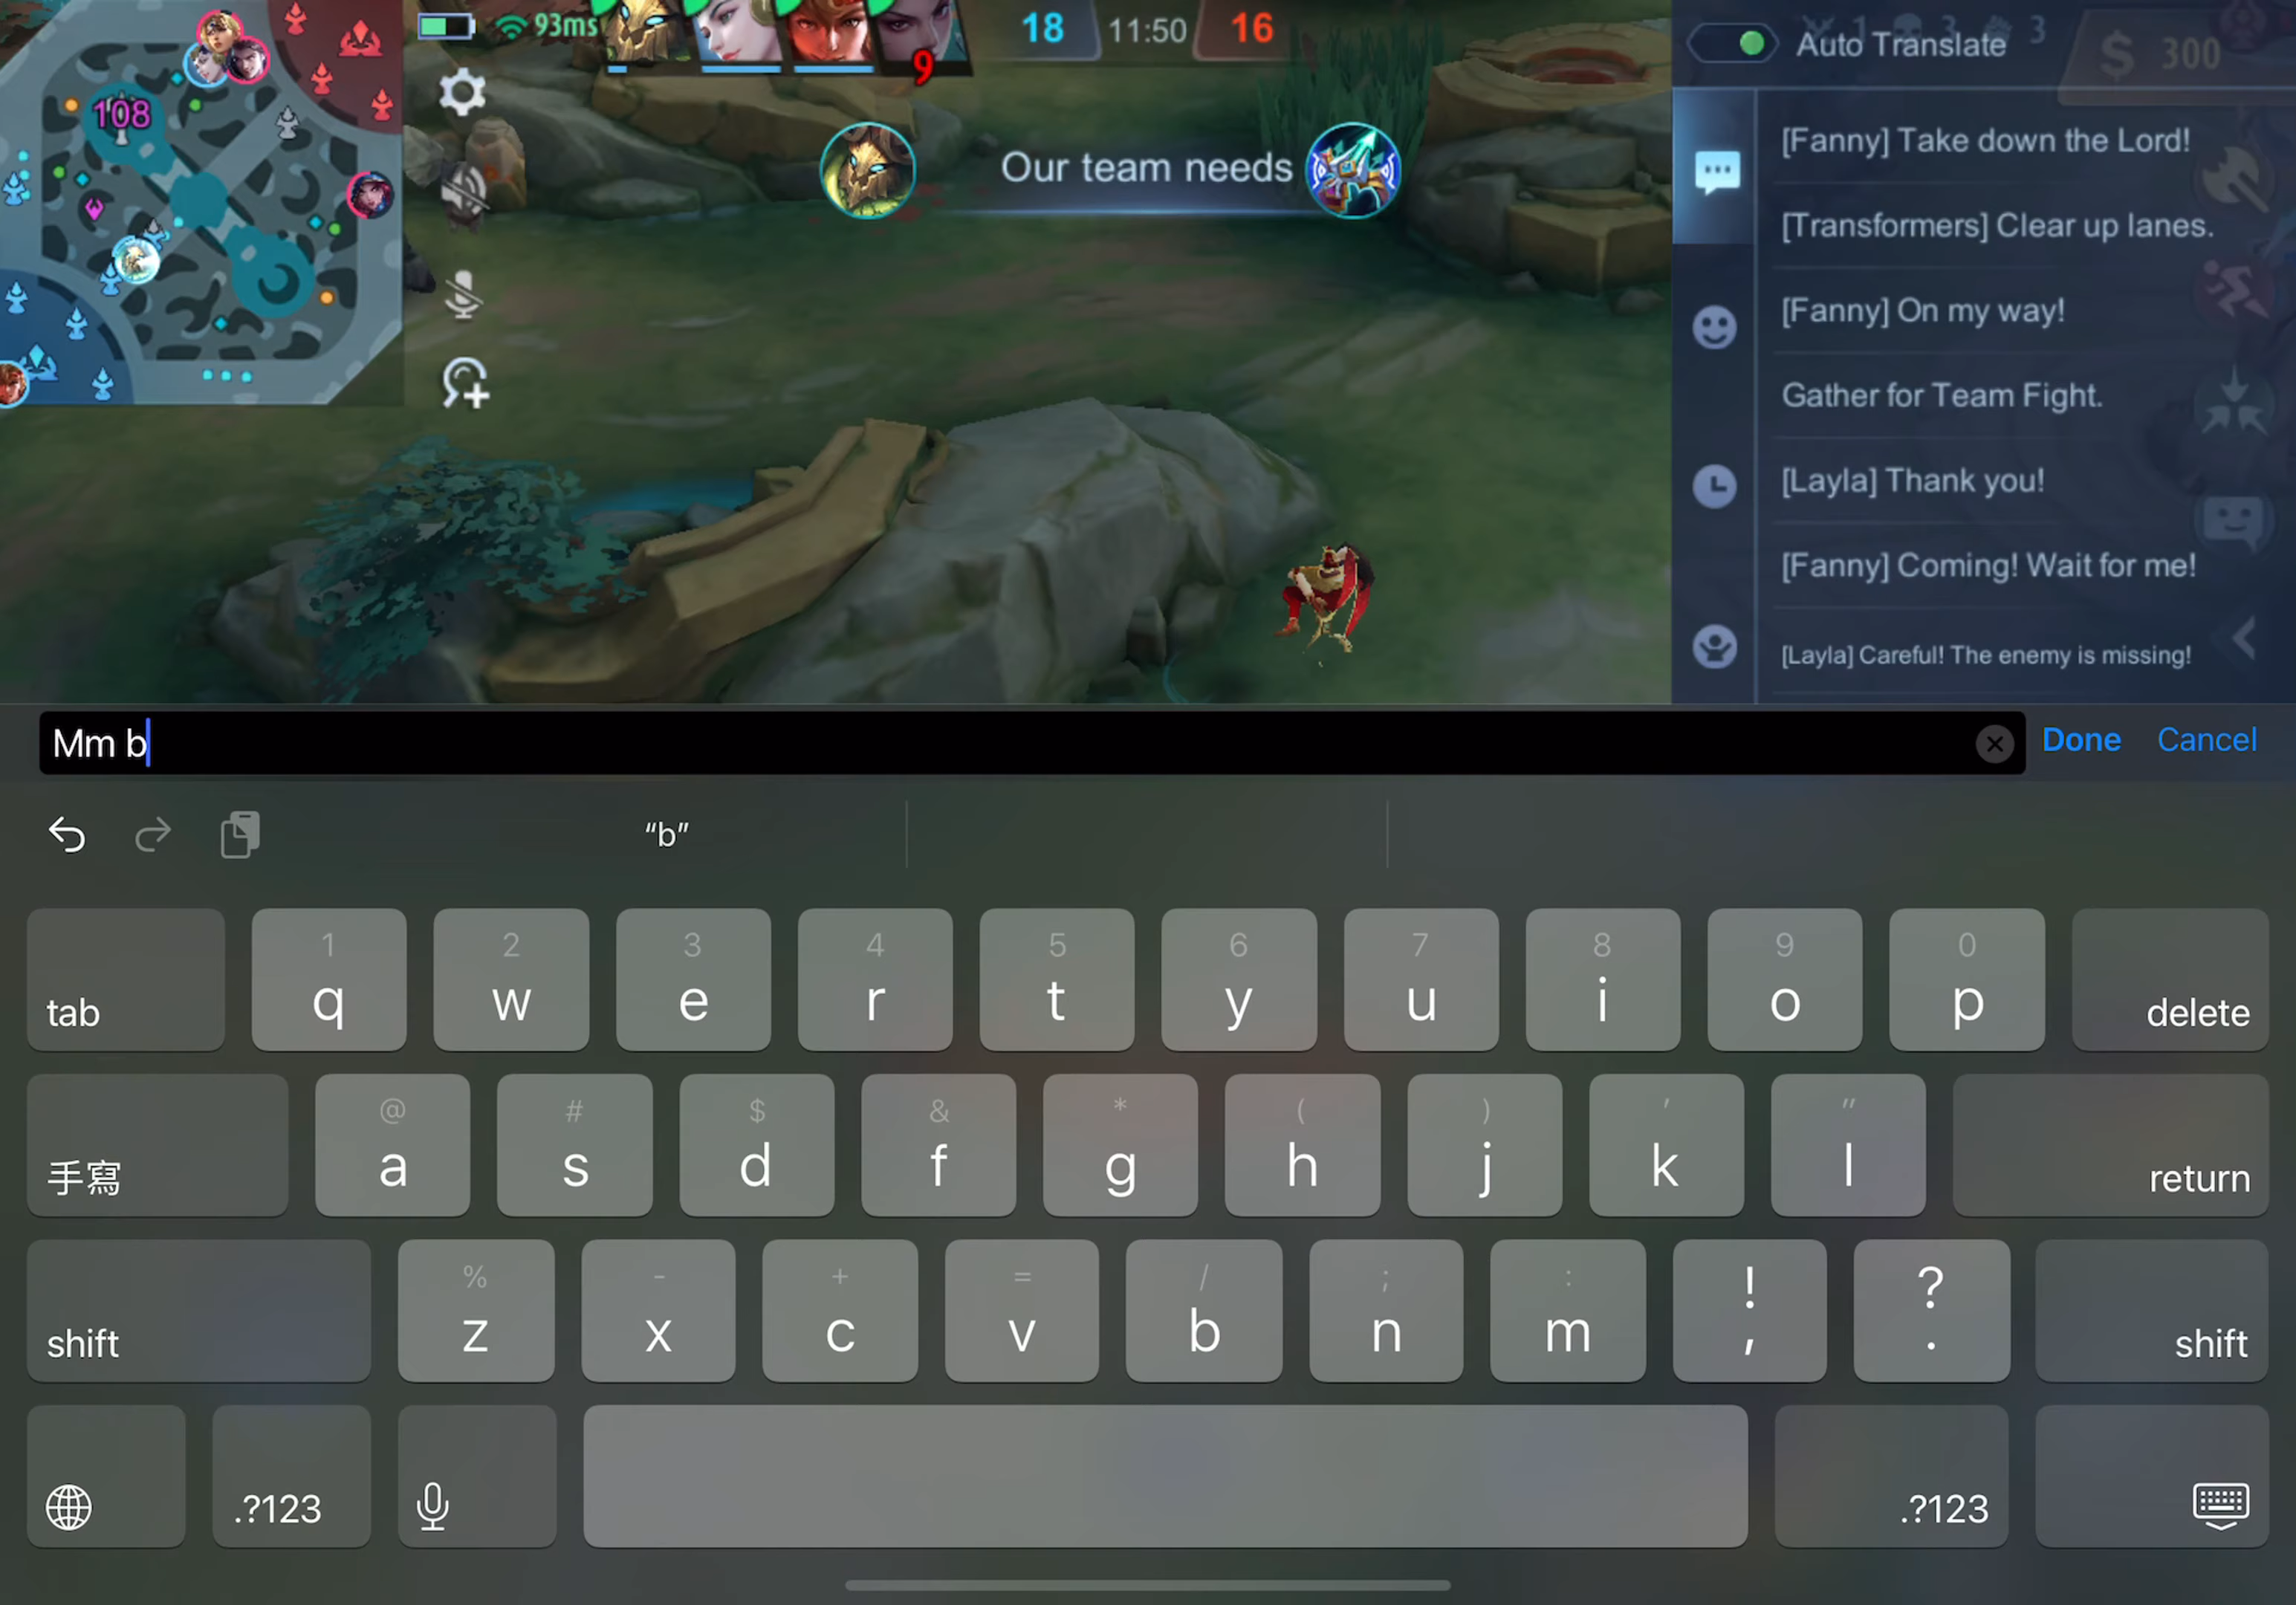 93ms
18 11:50 16
1 3 3
$ 300
108
9
Our team needs
Auto Translate
[Fanny] Take down the Lord!
[Transformers] Clear up lanes.
[Fanny] On my way!
Gather for Team Fight.
[Layla] Thank you!
[Fanny] Coming! Wait for me!
[Layla] Careful! The enemy is missing!
Mm b
Done Cancel
“b”
1 2 3 4 5 6 7 8 9 0
tab q w e r t y u i o p delete
@ # $ & * ( ) ' "
手寫 a s d f g h j k l return
% - + = / ; : ! ?
shift z x c v b n m , . shift
.?123 .?123